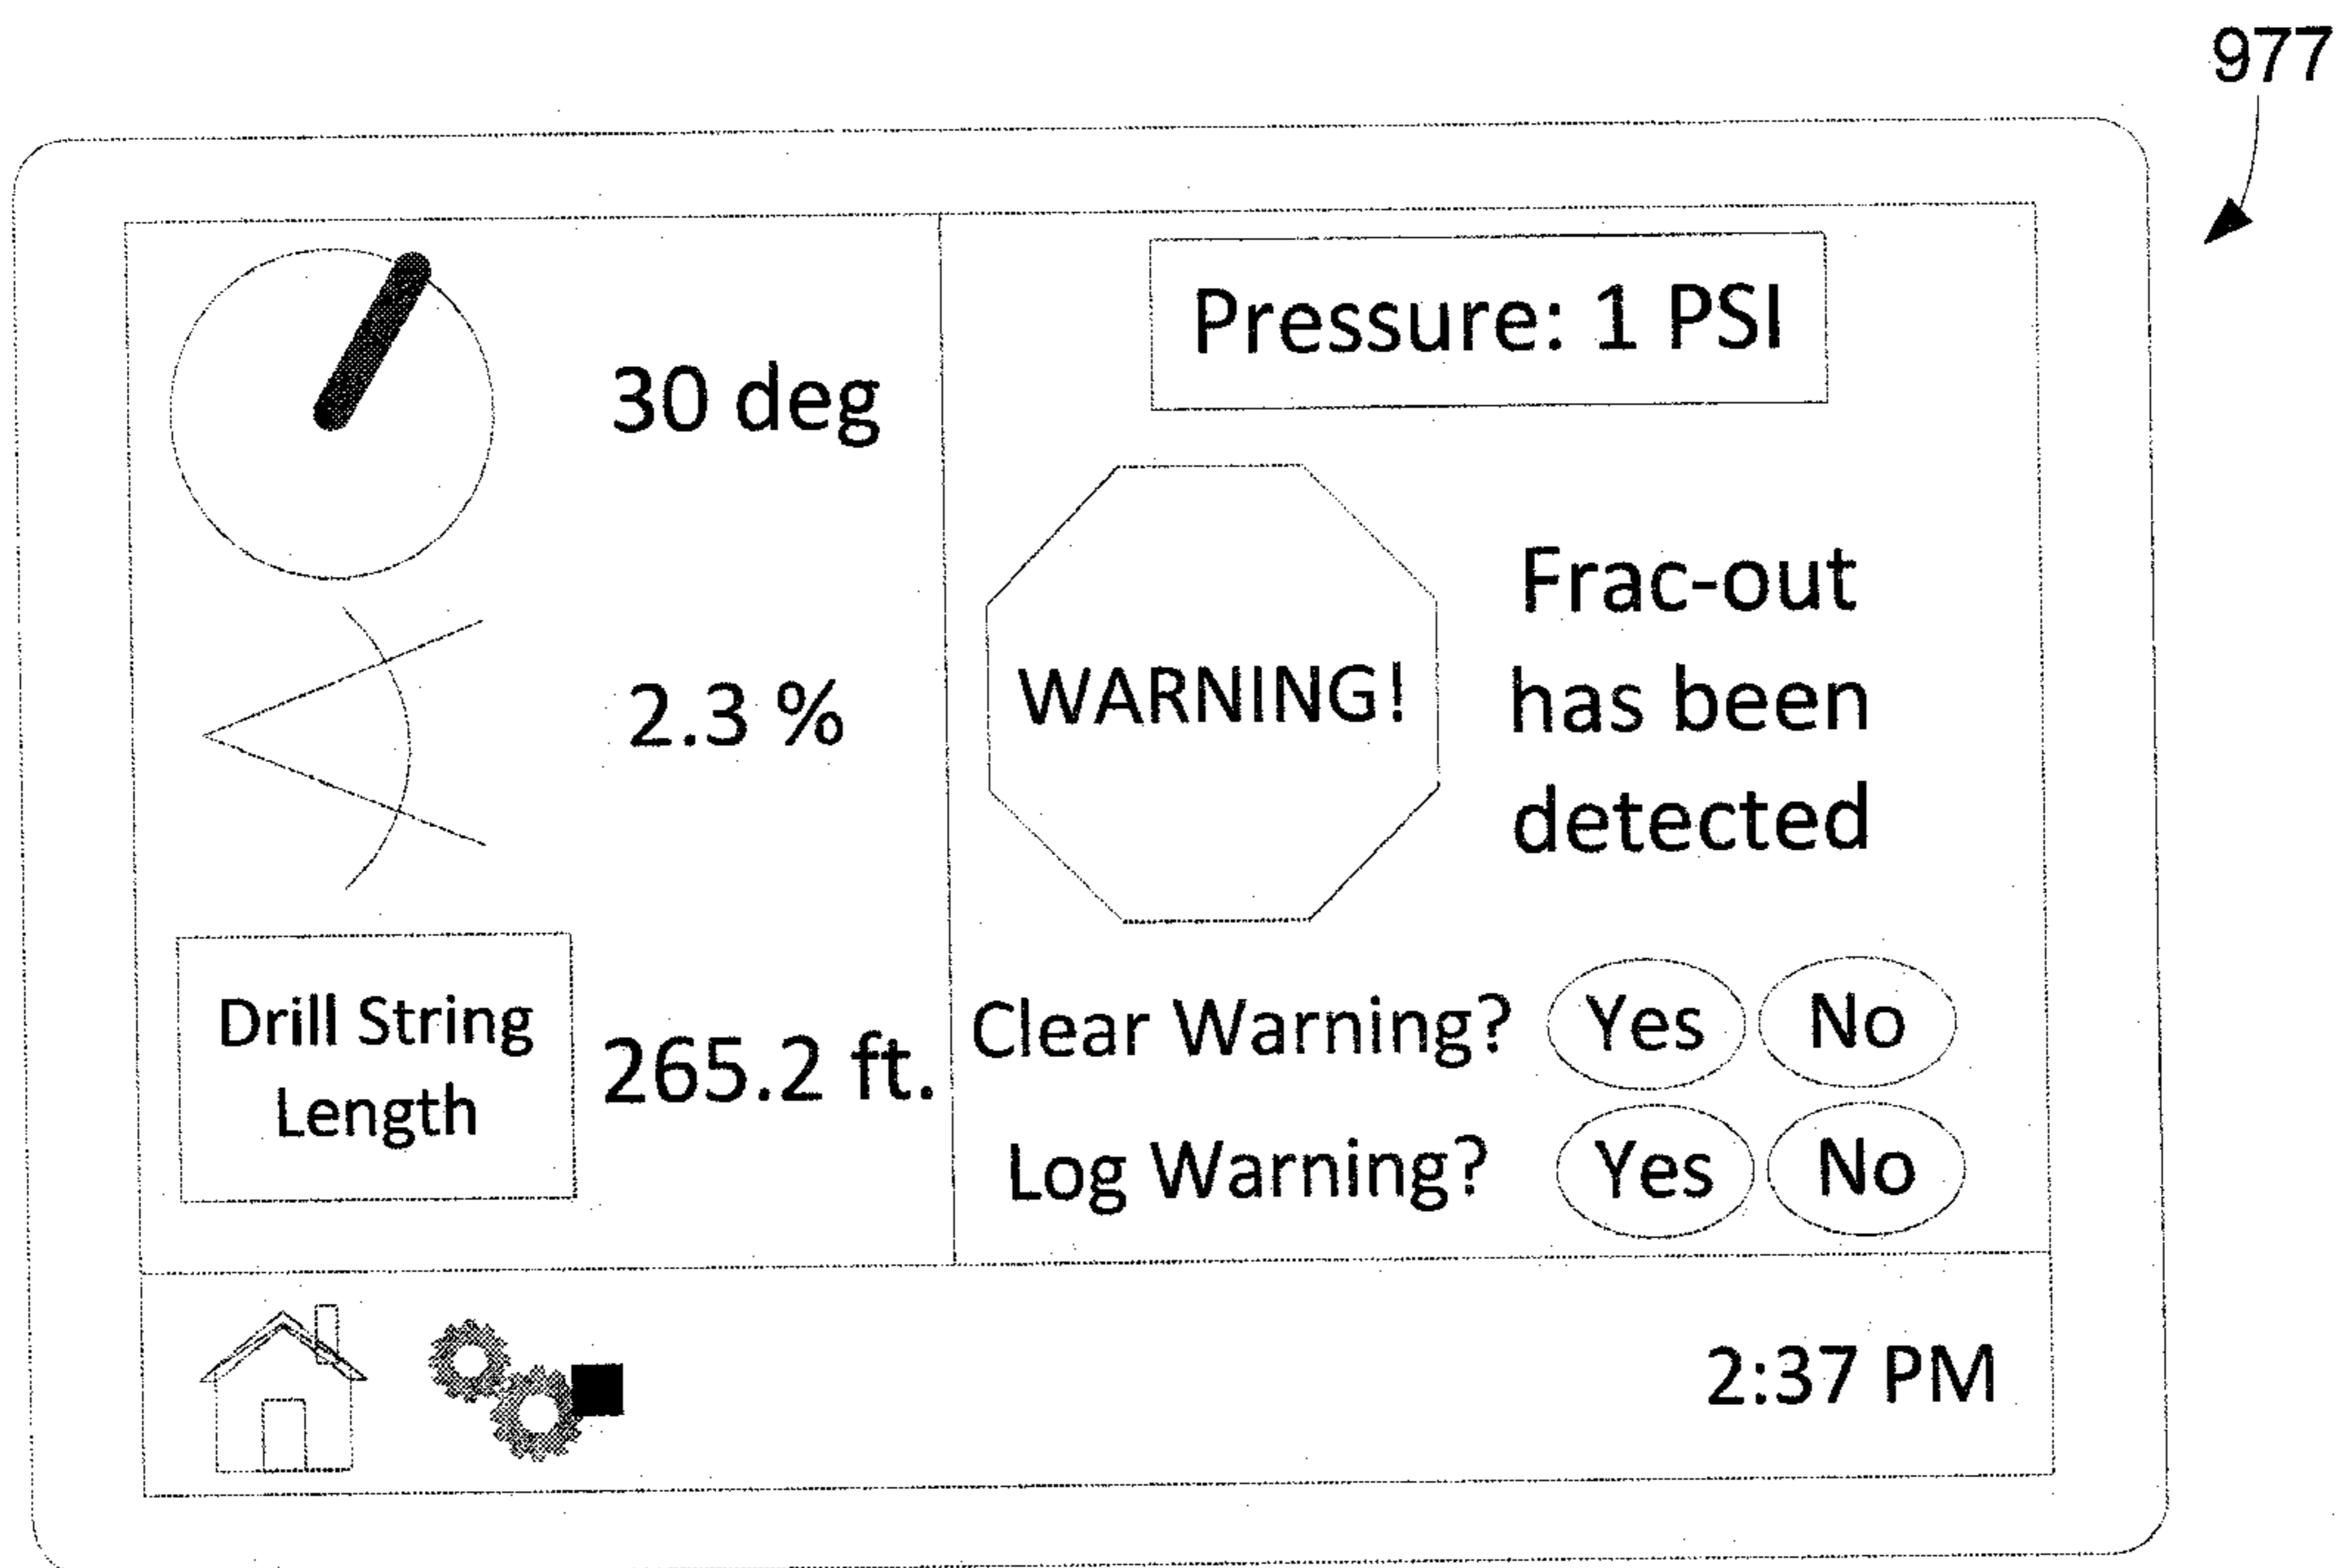 977
30 deg
2.3 %
Drill String
Length
265.2 ft.
Pressure: 1 PSI
WARNING!
Frac-out
has been
detected
Clear Warning? Yes No
Log Warning? Yes No
2:37 PM